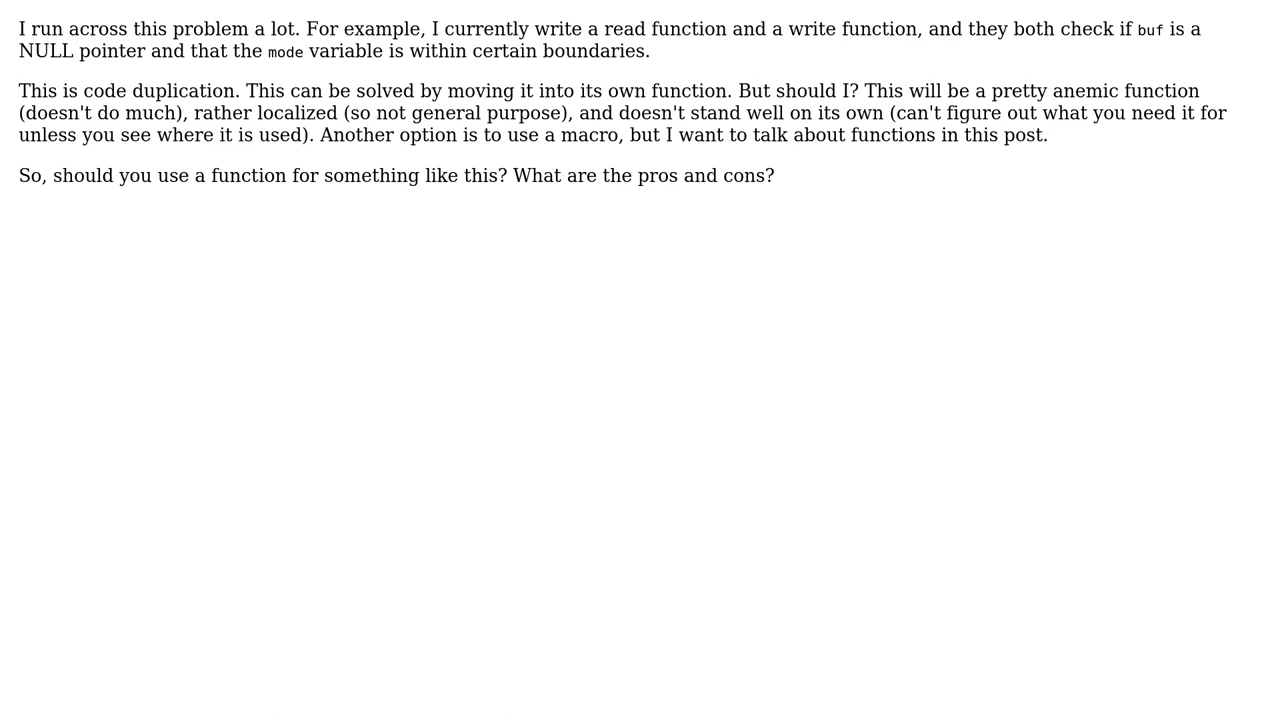 I run across this problem a lot. For example, I currently write a read function and a write function, and they both check if buf is a
NULL pointer and that the mode variable is within certain boundaries.
This is code duplication. This can be solved by moving it into its own function. But should I? This will be a pretty anemic function
(doesn't do much), rather localized (so not general purpose), and doesn't stand well on its own (can't figure out what you need it for
unless you see where it is used). Another option is to use a macro, but I want to talk about functions in this post.
So, should you use a function for something like this? What are the pros and cons?